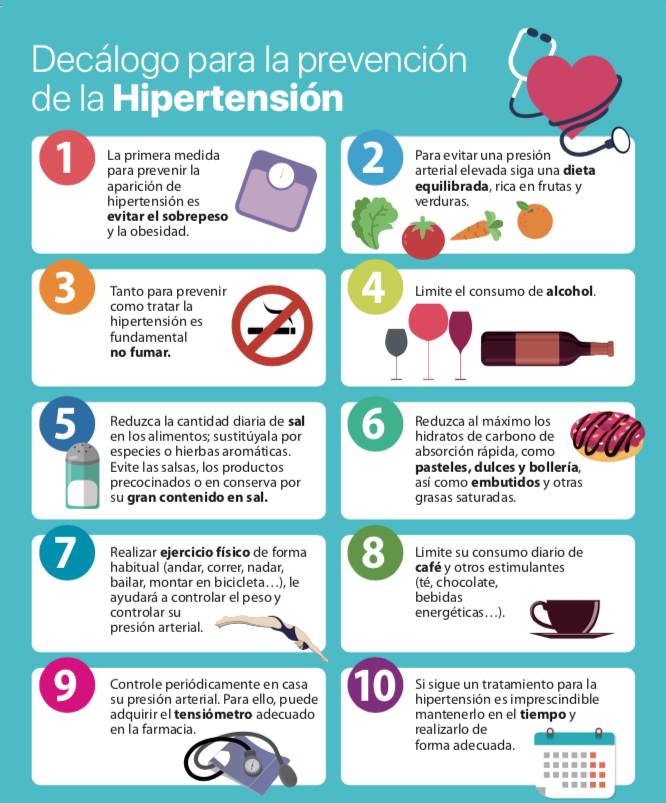 Decálogo para la prevención
de la Hipertensión
1
La primera medida
para prevenir la
aparición de
hipertensión es
evitar el sobrepeso
y la obesidad.
2
Para evitar una presión
arterial elevada siga una dieta
equilibrada, rica en frutas y
verduras.
3
Tanto para prevenir
como tratar la
hipertensión es
fundamental
no fumar.
4
Limite el consumo de alcohol.
5
Reduzca la cantidad diaria de sal
en los alimentos; sustitúyala por
especies o hierbas aromáticas.
Evite las salsas, los productos
precocinados o en conserva por
su gran contenido en sal.
6
Reduzca al máximo los
hidratos de carbono de
absorción rápida, como
pasteles, dulces y bollería,
así como embutidos y otras
grasas saturadas.
7
Realizar ejercicio físico de forma
habitual (andar, correr, nadar,
bailar, montar en bicicleta…), le
ayudará a controlar el peso y
controlar su
presión arterial.
8
Limite su consumo diario de
café y otros estimulantes
(té, chocolate,
bebidas
energéticas…).
9
Controle periódicamente en casa
su presión arterial. Para ello, puede
adquirir el tensiómetro adecuado
en la farmacia.
10
Si sigue un tratamiento para la
hipertensión es imprescindible
mantenerlo en el tiempo y
realizarlo de
forma adecuada.